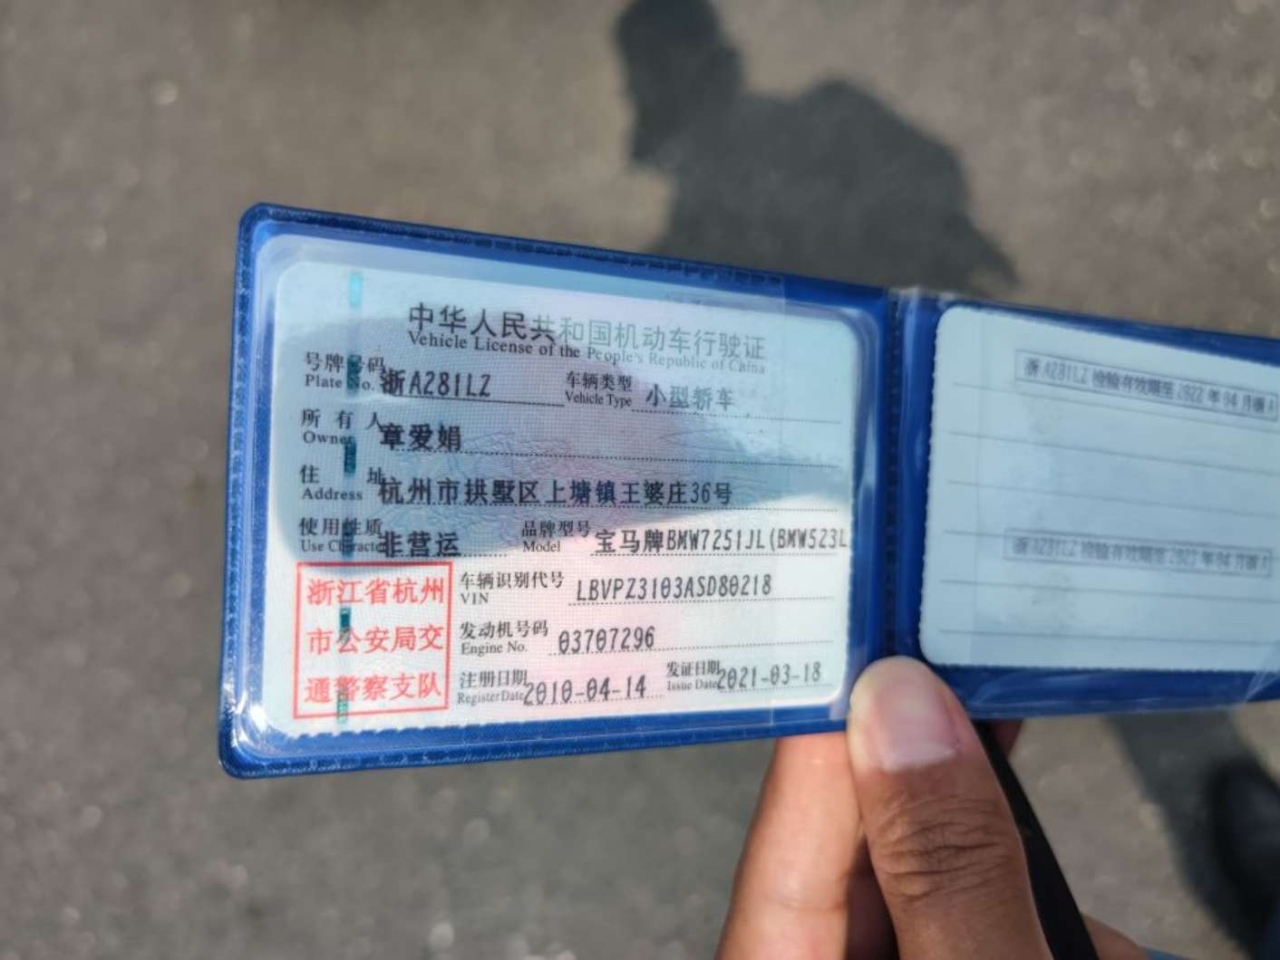 中华人民共和国机动车行驶证
Vehicle License of the People's Republic of China
号牌号码 浙A281LZ 车辆类型 小型轿车
Plate No. Vehicle Type
所有人 章爱娟
Owner
住址 杭州市拱墅区上塘镇王婆庄36号
Address
使用性质 非营运 品牌型号 宝马牌BMW7251JL(BMW523L
Use Character Model
浙江省杭州
市公安局交
通警察支队
车辆识别代号 LBVPZ3103ASD80218
VIN
发动机号码 03707296
Engine No.
注册日期 2010-04-14 发证日期 2021-03-18
Register Date Issue Date
浙A281LZ 检验有效期至2022年04月浙A
浙A281LZ 检验有效期至2022年04月浙A